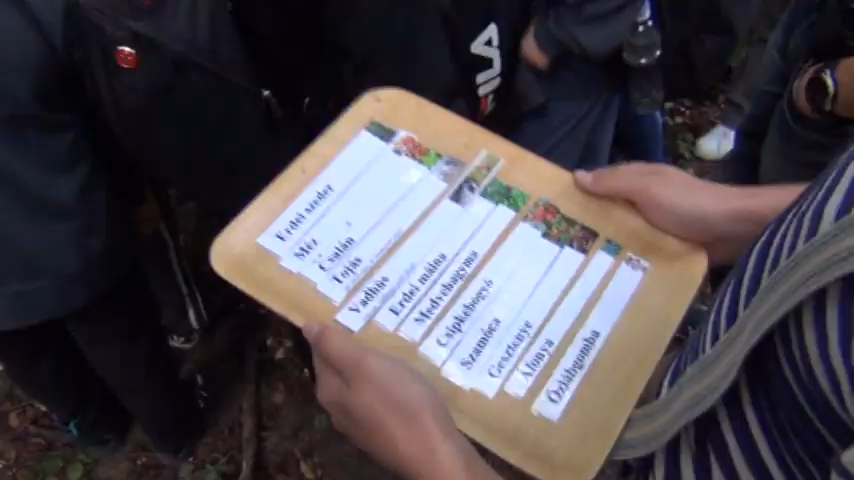 FILA
Erdei szeder
Méz
Csalán
Tojás
Vadhús
Erdei málna
Medvehagyma
Csipkebogyó
Szamóca
Gesztenye
Áfonya
Őzlábgomba